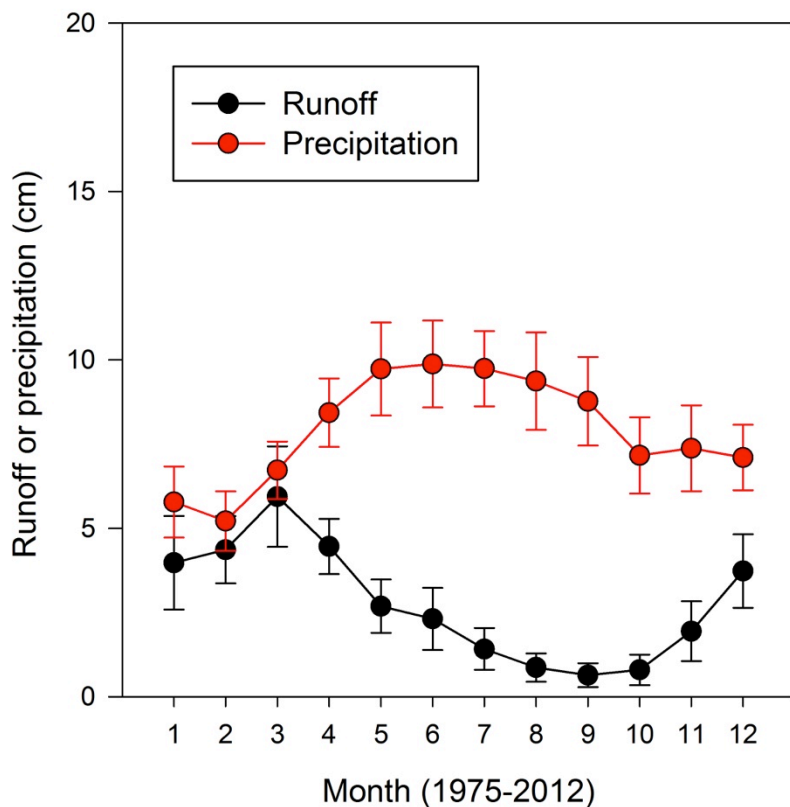 20
15
10
5
0
Runoff or precipitation (cm)
Runoff
Precipitation
1 2 3 4 5 6 7 8 9 10 11 12
Month (1975-2012)